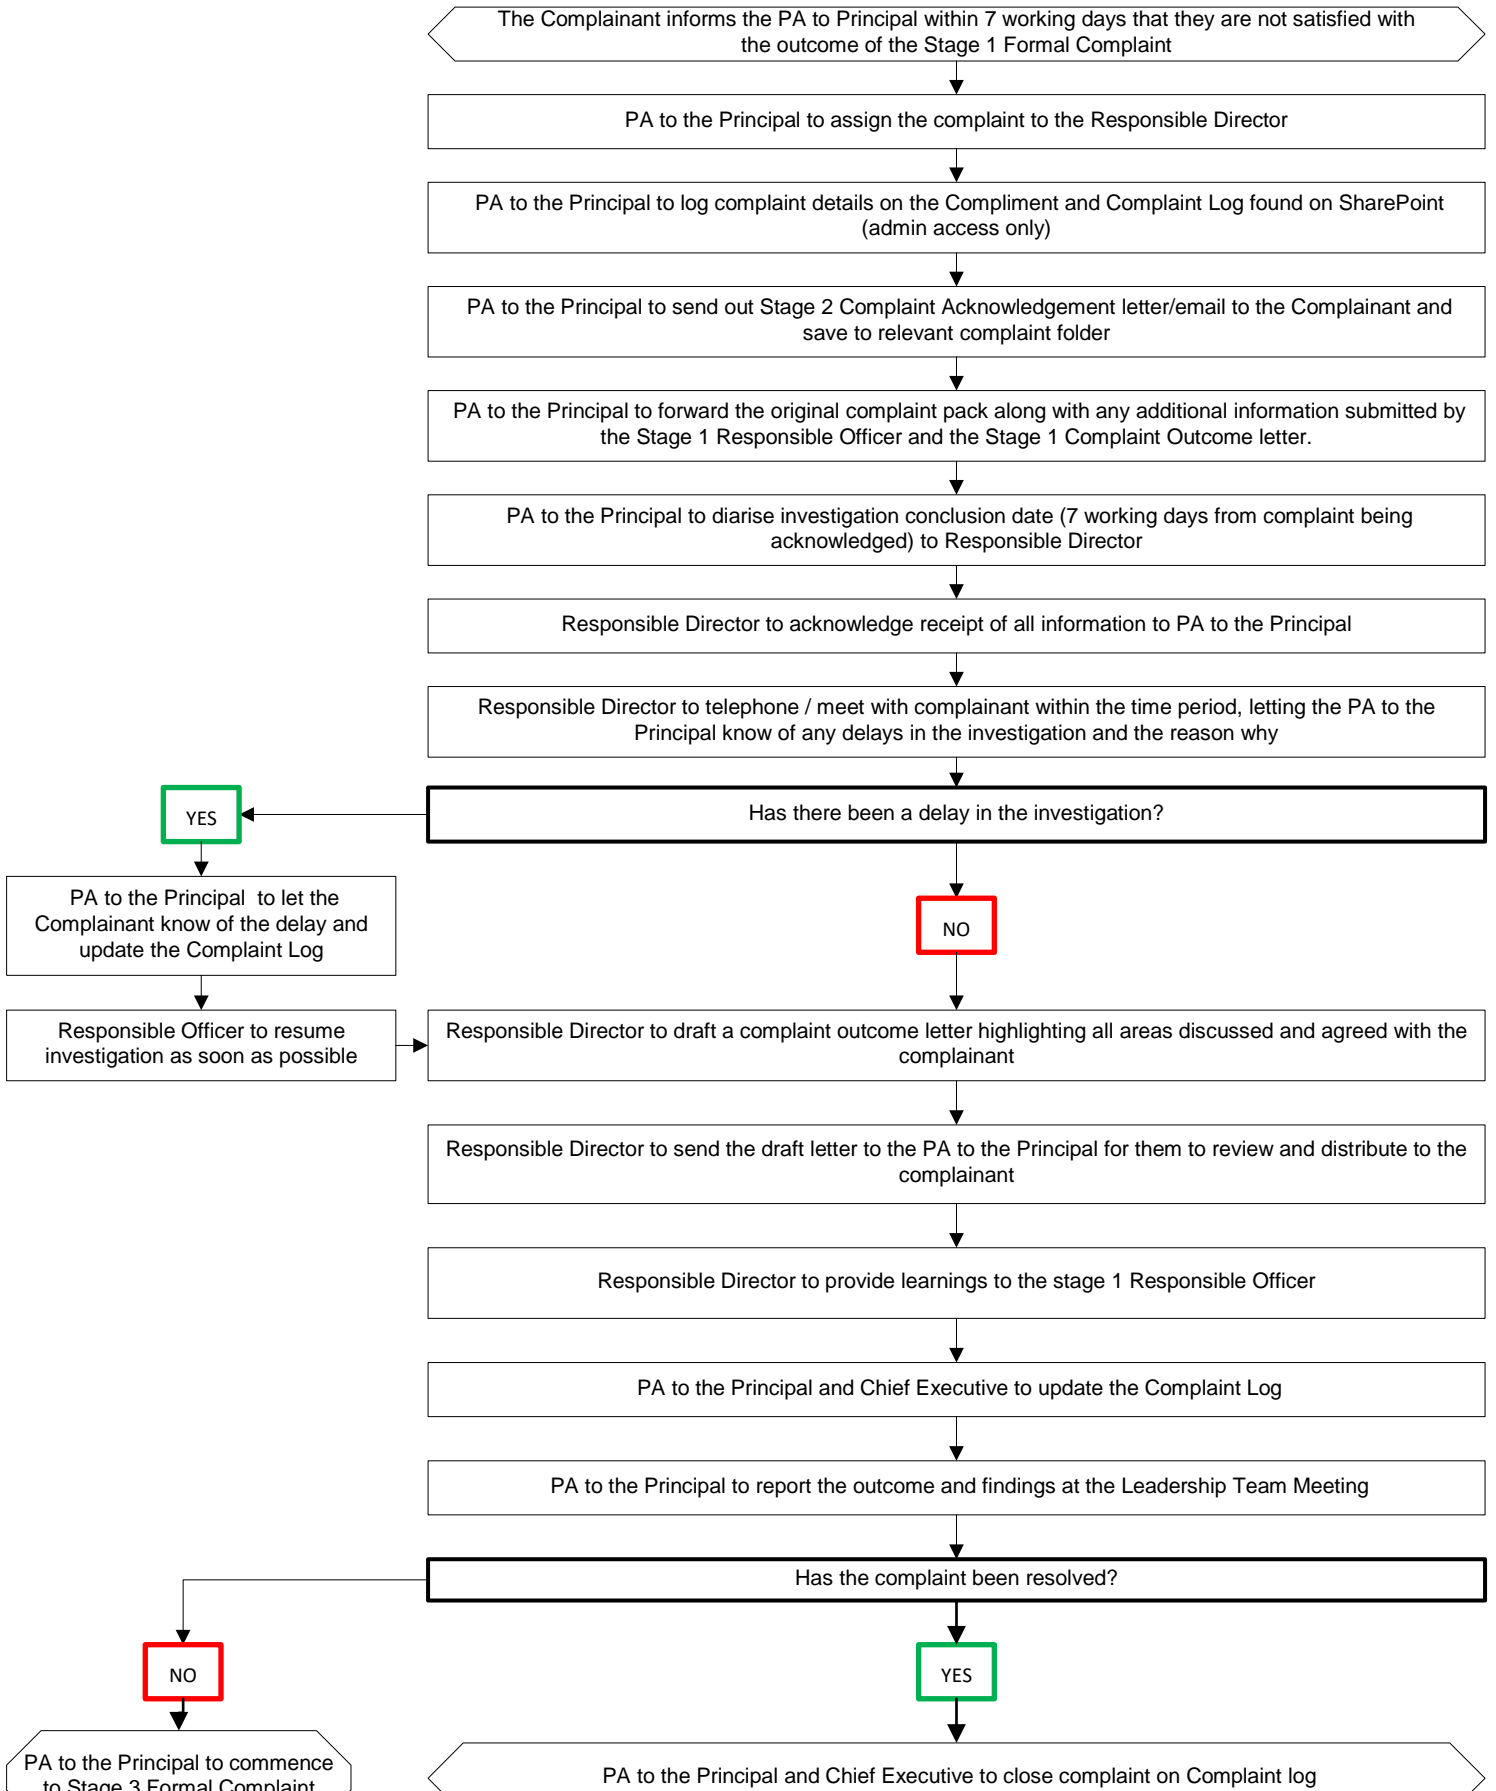 The Complainant informs the PA to Principal within 7 working days that they are not satisfied with
the outcome of the Stage 1 Formal Complaint
PA to the Principal to assign the complaint to the Responsible Director
PA to the Principal to log complaint details on the Compliment and Complaint Log found on SharePoint
(admin access only)
PA to the Principal to send out Stage 2 Complaint Acknowledgement letter/email to the Complainant and
save to relevant complaint folder
PA to the Principal to forward the original complaint pack along with any additional information submitted by
the Stage 1 Responsible Officer and the Stage 1 Complaint Outcome letter.
PA to the Principal to diarise investigation conclusion date (7 working days from complaint being
acknowledged) to Responsible Director
Responsible Director to acknowledge receipt of all information to PA to the Principal
Responsible Director to telephone / meet with complainant within the time period, letting the PA to the
Principal know of any delays in the investigation and the reason why
Has there been a delay in the investigation?
YES
PA to the Principal to let the
Complainant know of the delay and
update the Complaint Log
NO
Responsible Officer to resume
investigation as soon as possible
Responsible Director to draft a complaint outcome letter highlighting all areas discussed and agreed with the
complainant
Responsible Director to send the draft letter to the PA to the Principal for them to review and distribute to the
complainant
Responsible Director to provide learnings to the stage 1 Responsible Officer
PA to the Principal and Chief Executive to update the Complaint Log
PA to the Principal to report the outcome and findings at the Leadership Team Meeting
Has the complaint been resolved?
NO
YES
PA to the Principal to commence
to Stage 3 Formal Complaint
PA to the Principal and Chief Executive to close complaint on Complaint log